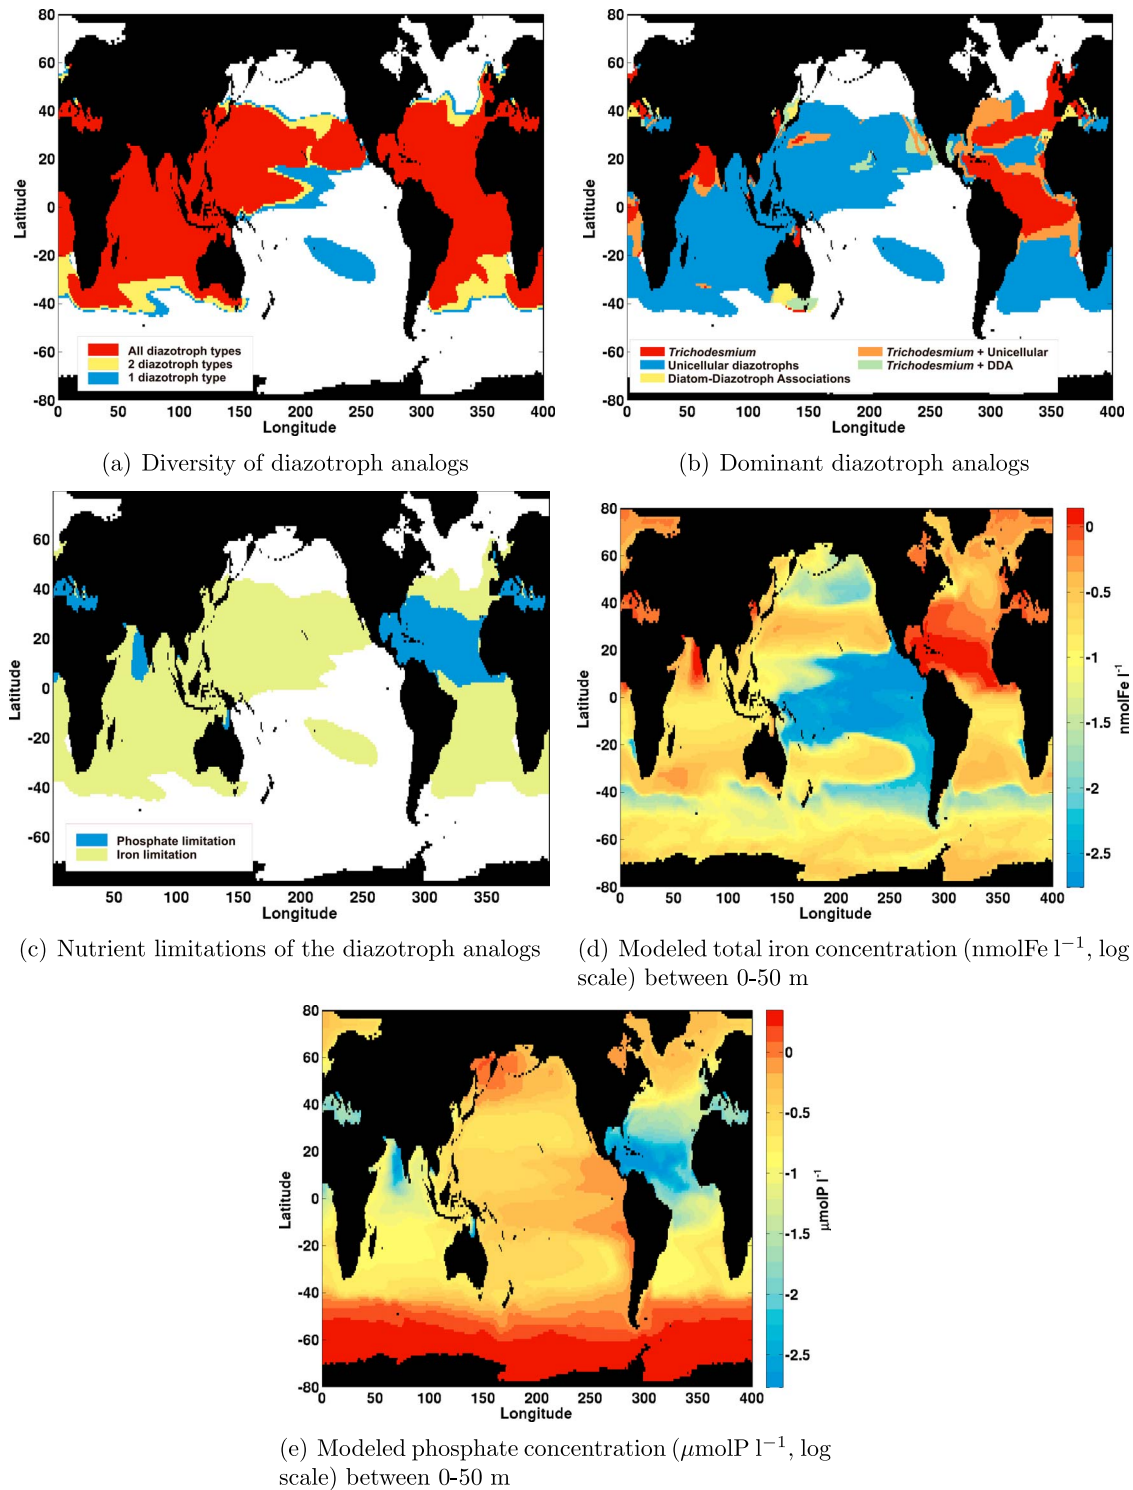 80
60
40
20
0
-20
-40
-60
-80
Latitude
All diazotroph types
2 diazotroph types
1 diazotroph type
0 50 100 150 200 250 300 350 400
Longitude
(a) Diversity of diazotroph analogs
80
60
40
20
0
-20
-40
-60
-80
Latitude
Trichodesmium
Unicellular diazotrophs
Diatom-Diazotroph Associations
Trichodesmium + Unicellular
Trichodesmium + DDA
0 50 100 150 200 250 300 350 400
Longitude
(b) Dominant diazotroph analogs
60
40
20
0
-20
-40
-60
Latitude
Phosphate limitation
Iron limitation
50 100 150 200 250 300 350
Longitude
(c) Nutrient limitations of the diazotroph analogs
80
60
40
20
0
-20
-40
-60
-80
Latitude
0 50 100 150 200 250 300 350 400
Longitude
0
-0.5
-1
-1.5
-2
-2.5
nmolFe l-1
(d) Modeled total iron concentration (nmolFe l−1, log
scale) between 0-50 m
80
60
40
20
0
-20
-40
-60
-80
Latitude
0 50 100 150 200 250 300 350 400
Longitude
0
-0.5
-1
-1.5
-2
-2.5
μmolP l-1
(e) Modeled phosphate concentration (μmolP l−1, log
scale) between 0-50 m